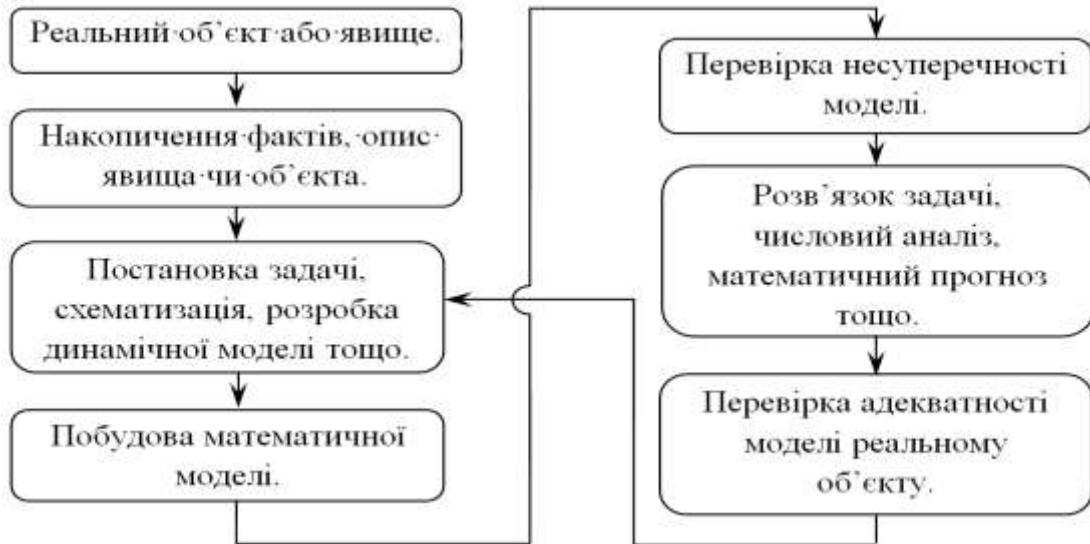 Реальний·об’єкт·або·явище.
Накопичення·фактів,·опис·
явища·чи·об’єкта.
Постановка задачі,
схематизація, розробка
динамічної моделі тощо.
Побудова математичної
моделі.
Перевірка несуперечності
моделі.
Розв’язок задачі,
числовий аналіз,
математичний прогноз
тощо.
Перевірка адекватності
моделі реальному
об’єкту.